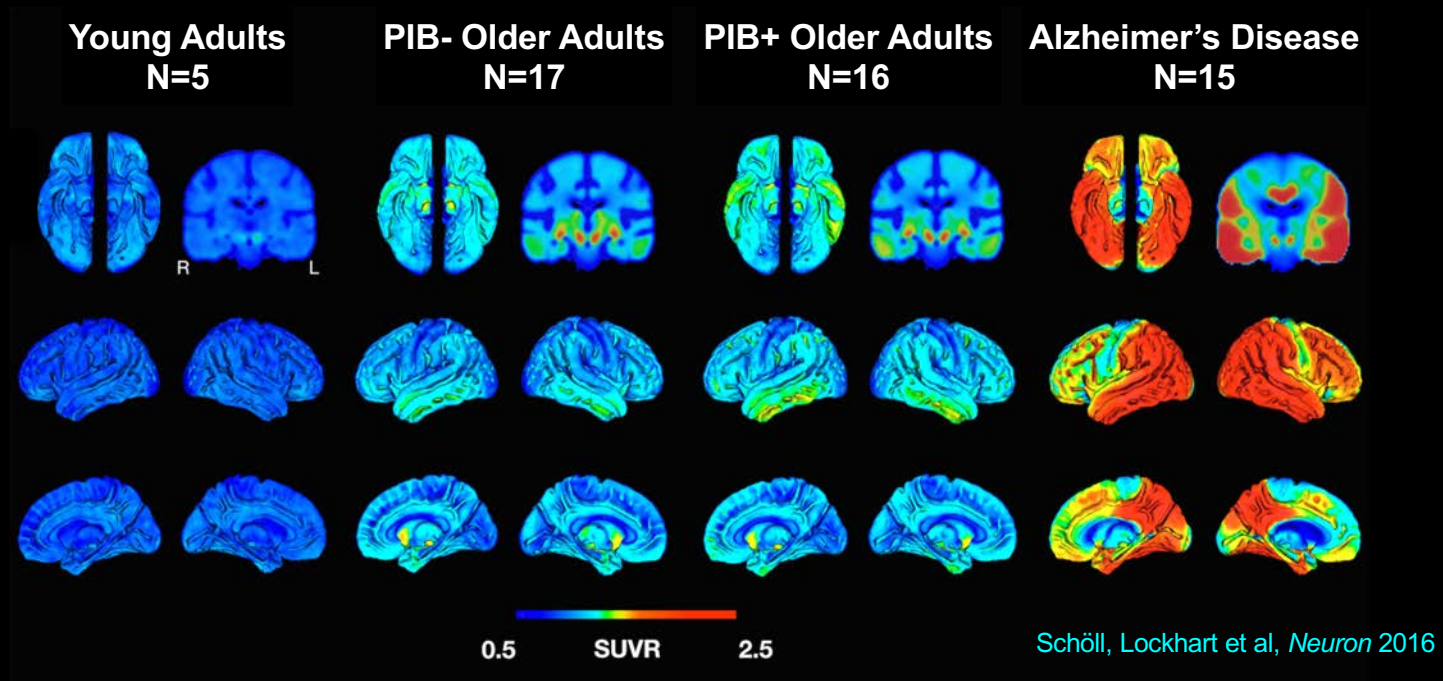 Young Adults
N=5
PIB- Older Adults
N=17
PIB+ Older Adults
N=16
Alzheimer’s Disease
N=15
R
L
0.5
SUVR
2.5
Schöll, Lockhart et al, Neuron 2016